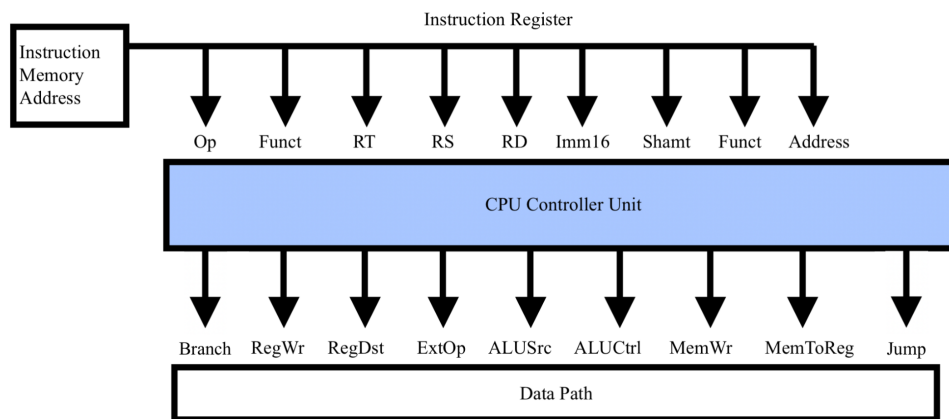 Instruction Register
Instruction
Memory
Address
Op Funct RT RS RD Imm16 Shamt Funct Address
CPU Controller Unit
Branch RegWr RegDst ExtOp ALUSrc ALUCtrl MemWr MemToReg Jump
Data Path